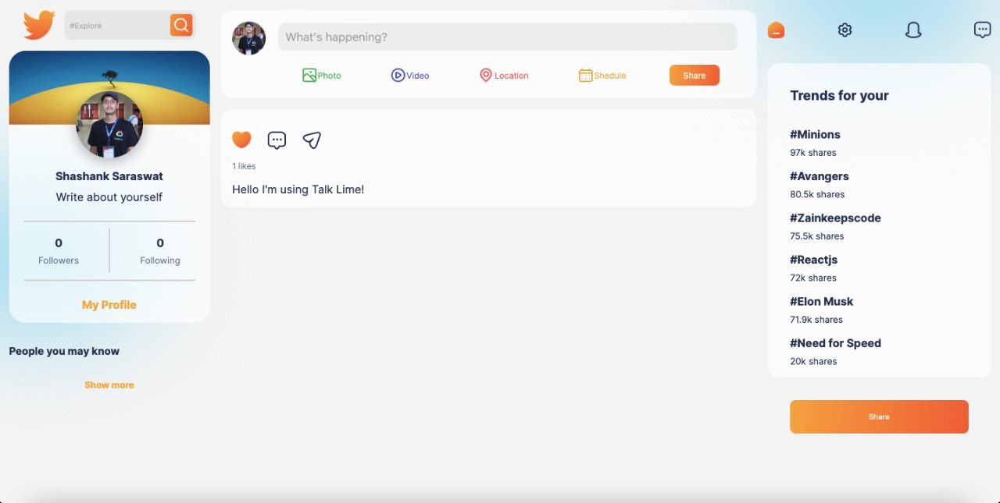 #Explore
Shashank Saraswat
Write about yourself
0
Followers
0
Following
My Profile
People you may know
Show more
What's happening?
Photo
Video
Location
Shedule
Share
1 likes
Hello I'm using Talk Lime!
Trends for your
#Minions
97k shares
#Avangers
80.5k shares
#Zainkeepscode
75.5k shares
#Reactjs
72k shares
#Elon Musk
71.9k shares
#Need for Speed
20k shares
Share